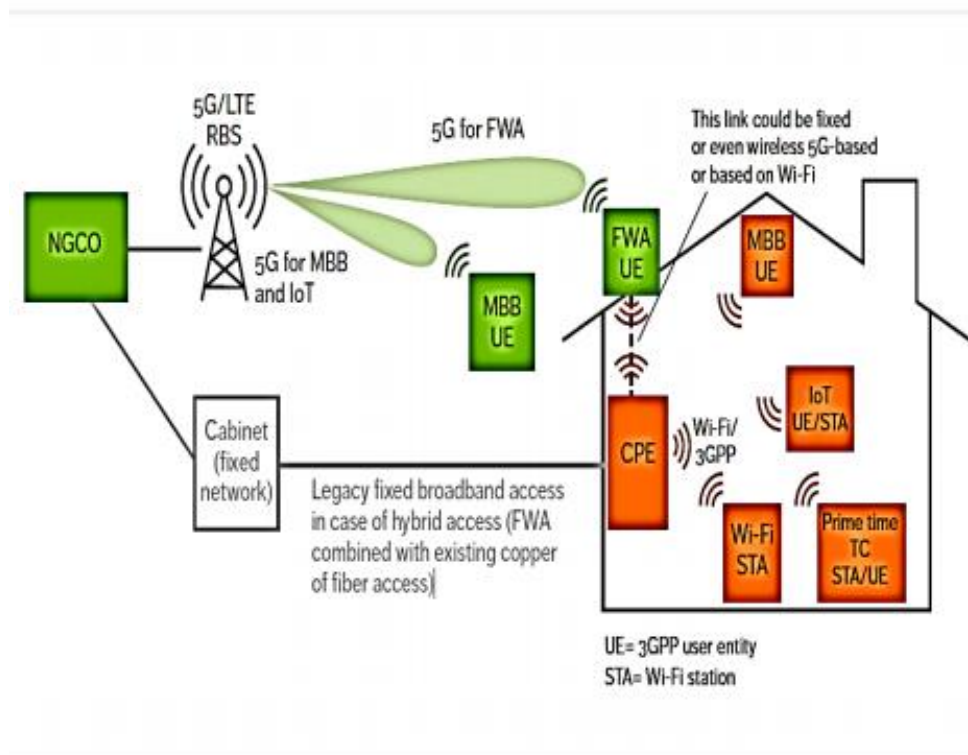 5G/LTE
RBS
5G for FWA
This link could be fixed
or even wireless 5G-based
or based on Wi-Fi
NGCO
5G for MBB
and IoT
MBB
UE
FWA
UE
MBB
UE
IoT
UE/STA
CPE
Wi-Fi/
3GPP
Wi-Fi
STA
Prime time
TC
STA/UE
Cabinet
(fixed
network)
Legacy fixed broadband access
in case of hybrid access (FWA
combined with existing copper
of fiber access)
UE= 3GPP user entity
STA= Wi-Fi station